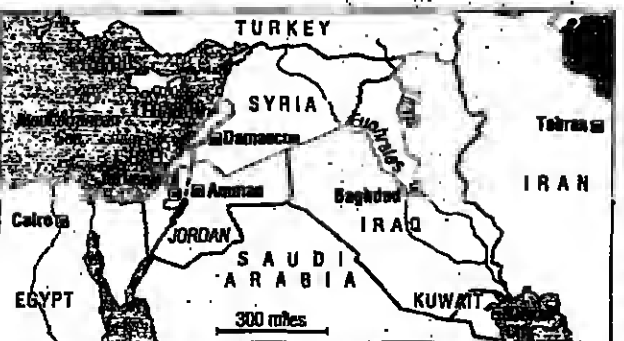 TURKEY
SYRIA
Damascus
Euphrates
Tehran
IRAN
Amman
Baghdad
Cairo
IRAQ
JORDAN
SAUDI
ARABIA
EGYPT
KUWAIT
300 miles